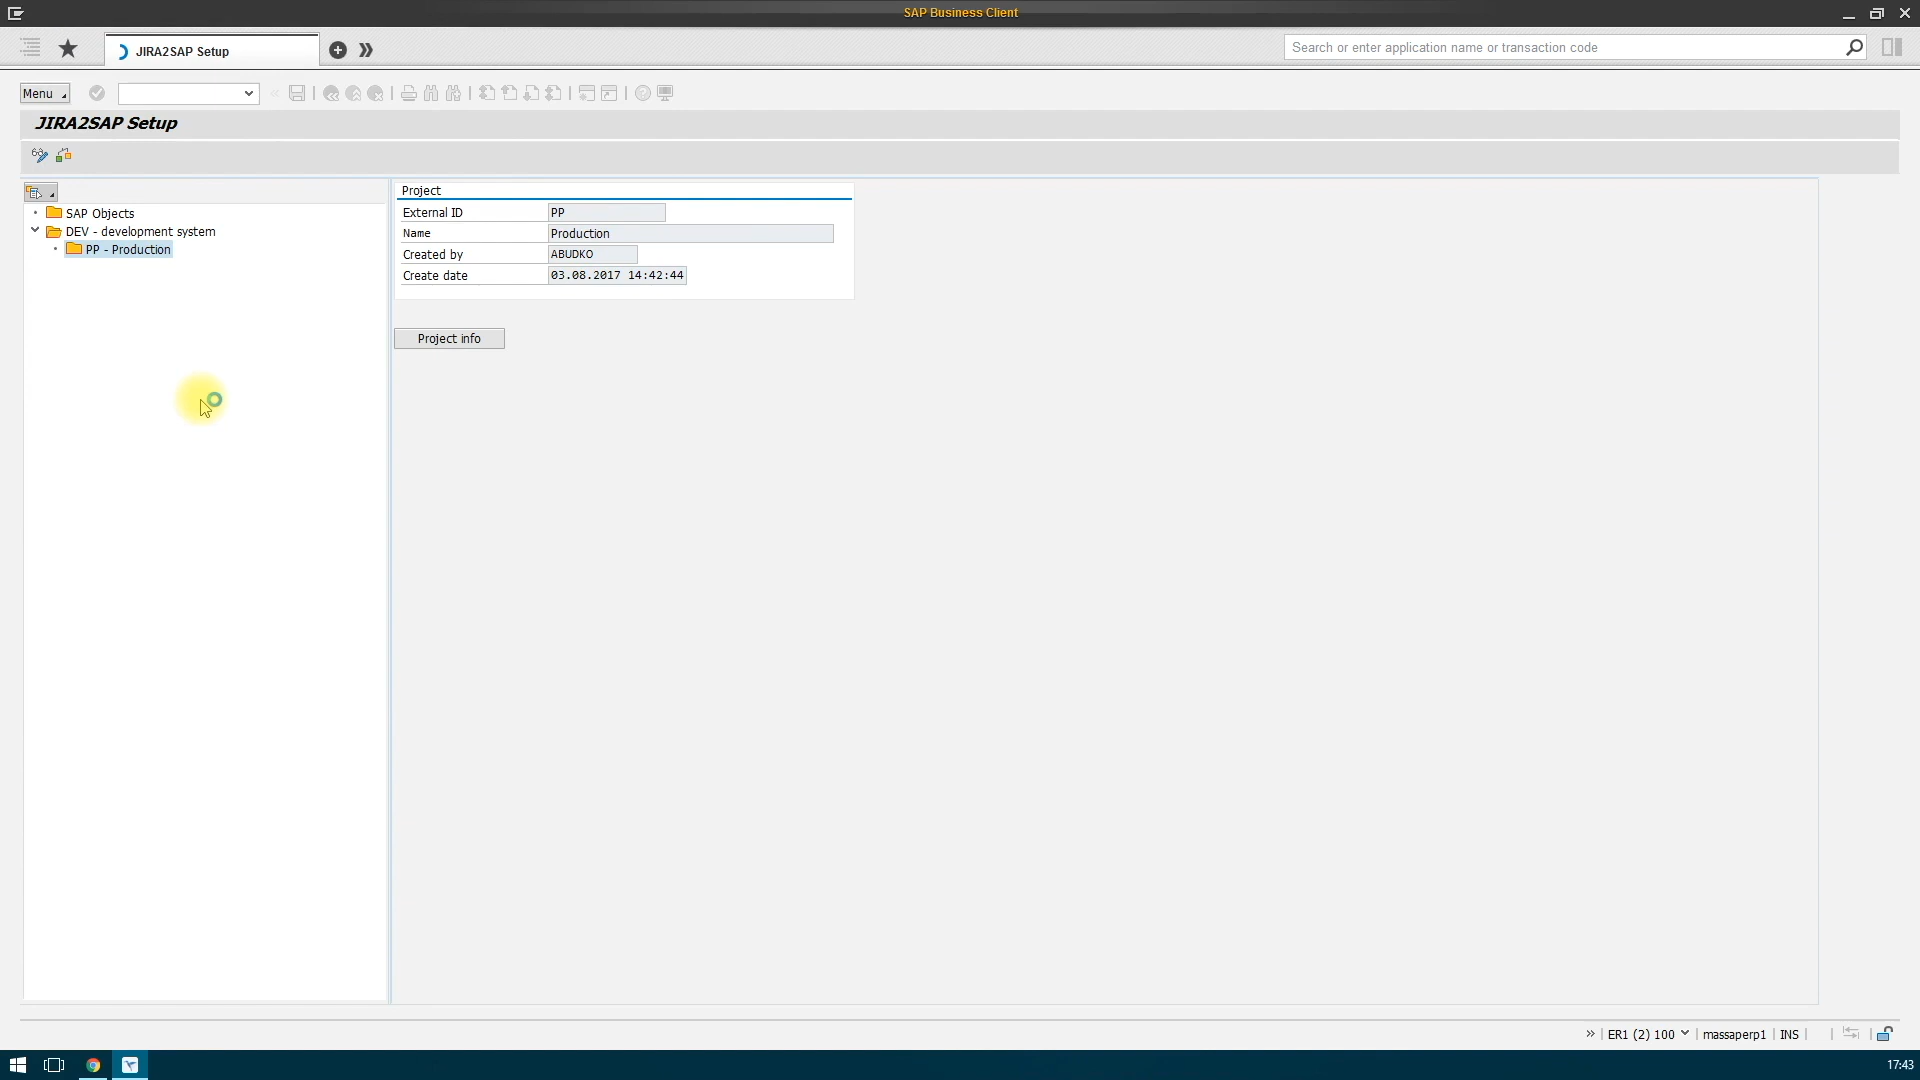 SAP Business Client
JIRA2SAP Setup
Search or enter application name or transaction code
Menu
JIRA2SAP Setup
SAP Objects
DEV - development system
PP - Production
Project
External ID PP
Name Production
Created by ABUDKO
Create date 03.08.2017 14:42:44
Project info
ER1 (2) 100 massaperp1 INS
17:43